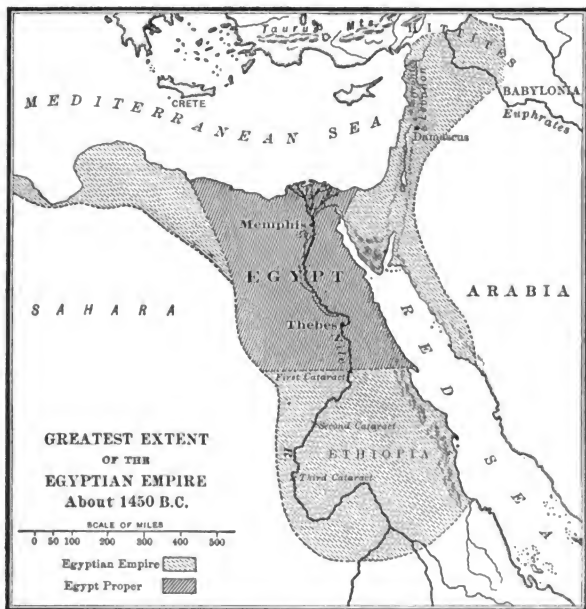 Taurus Mts.
HITTITES
CRETE
MEDITERRANEAN SEA
Lebanon
BABYLONIA
Euphrates
Damascus
Memphis
EGYPT
SAHARA
ARABIA
Thebes
Nile
RED SEA
First Cataract
Second Cataract
ETHIOPIA
Third Cataract
GREATEST EXTENT
OF THE
EGYPTIAN EMPIRE
About 1450 B.C.
SCALE OF MILES
0 50 100 200 300 400 500
Egyptian Empire
Egypt Proper